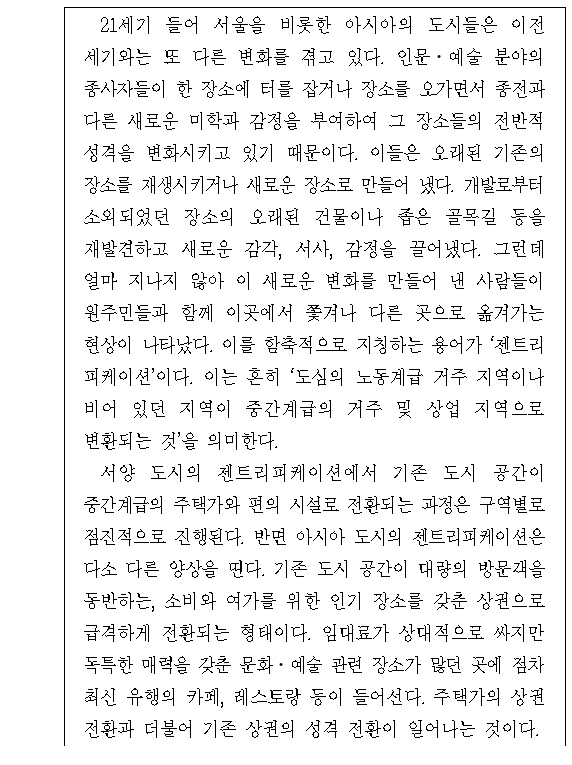 21세기 들어 서울을 비롯한 아시아의 도시들은 이전
세기와는 또 다른 변화를 겪고 있다. 인문·예술 분야의
종사자들이 한 장소에 터를 잡거나 장소를 오가면서 종전과
다른 새로운 미학과 감정을 부여하여 그 장소들의 전반적
성격을 변화시키고 있기 때문이다. 이들은 오래된 기존의
장소를 재생시키거나 새로운 장소로 만들어 냈다. 개발로부터
소외되었던 장소의 오래된 건물이나 좁은 골목길 등을
재발견하고 새로운 감각, 서사, 감정을 끌어냈다. 그런데
얼마 지나지 않아 이 새로운 변화를 만들어 낸 사람들이
원주민들과 함께 이곳에서 쫓겨나 다른 곳으로 옮겨가는
현상이 나타났다. 이를 함축적으로 지칭하는 용어가 ‘젠트리
피케이션’이다. 이는 흔히 ‘도심의 노동계급 거주 지역이나
비어 있던 지역이 중간계급의 거주 및 상업 지역으로
변환되는 것’을 의미한다.
서양 도시의 젠트리피케이션에서 기존 도시 공간이
중간계급의 주택가와 편의 시설로 전환되는 과정은 구역별로
점진적으로 진행된다. 반면 아시아 도시의 젠트리피케이션은
다소 다른 양상을 띤다. 기존 도시 공간이 대량의 방문객을
동반하는, 소비와 여가를 위한 인기 장소를 갖춘 상권으로
급격하게 전환되는 형태이다. 임대료가 상대적으로 싸지만
독특한 매력을 갖춘 문화·예술 관련 장소가 많던 곳에 점차
최신 유행의 카페, 레스토랑 등이 들어선다. 주택가의 상권
전환과 더불어 기존 상권의 성격 전환이 일어나는 것이다.